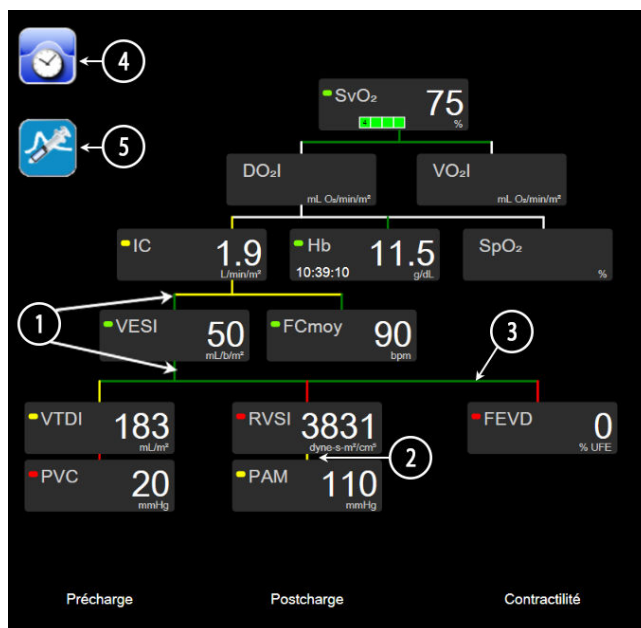 4
5
SvO₂ 75
4
%
DO₂I
mL O₂/min/m²
VO₂I
mL O₂/min/m²
IC 1.9
L/min/m²
Hb 11.5
10:39:10
g/dL
SpO₂
%
1
VESI 50
mL/b/m²
FCmoy 90
bpm
3
VTDI 183
mL/m²
RVSI 3831
dyne-s-m²/cm⁵
FEVD 0
% UFE
2
PVC 20
mmHg
PAM 110
mmHg
Précharge
Postcharge
Contractilité